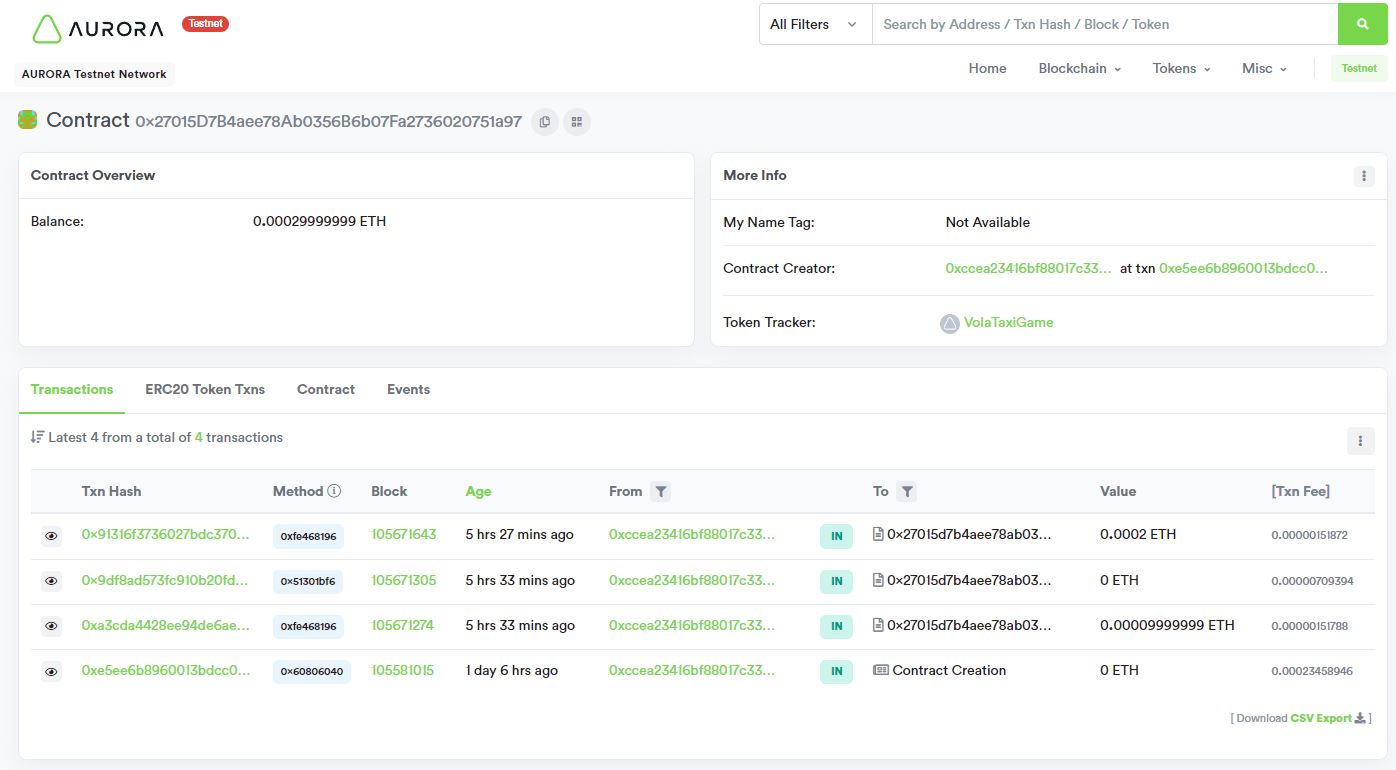 AURORA Testnet
All Filters Search by Address / Txn Hash / Block / Token
AURORA Testnet Network
Home Blockchain Tokens Misc Testnet
Contract 0x27015D7B4aee78Ab0356B6b07Fa2736020751a97
Contract Overview
Balance: 0.00029999999 ETH
More Info
My Name Tag: Not Available
Contract Creator: 0xccea23416bf88017c33... at txn 0xe5ee6b8960013bdcc0...
Token Tracker: VolaTaxiGame
Transactions ERC20 Token Txns Contract Events
Latest 4 from a total of 4 transactions
Txn Hash Method Block Age From To Value [Txn Fee]
0x91316f3736027bdc370... 0xfe468196 105671643 5 hrs 27 mins ago 0xccea23416bf88017c33... IN 0x27015d7b4aee78ab03... 0.0002 ETH 0.00000151872
0x9df8ad573fc910b20fd... 0x51301bf6 105671305 5 hrs 33 mins ago 0xccea23416bf88017c33... IN 0x27015d7b4aee78ab03... 0 ETH 0.00000709394
0xa3cda4428ee94de6ae... 0xfe468196 105671274 5 hrs 33 mins ago 0xccea23416bf88017c33... IN 0x27015d7b4aee78ab03... 0.00009999999 ETH 0.00000151788
0xe5ee6b8960013bdcc0... 0x60806040 105581015 1 day 6 hrs ago 0xccea23416bf88017c33... IN Contract Creation 0 ETH 0.00023458946
[ Download CSV Export ]